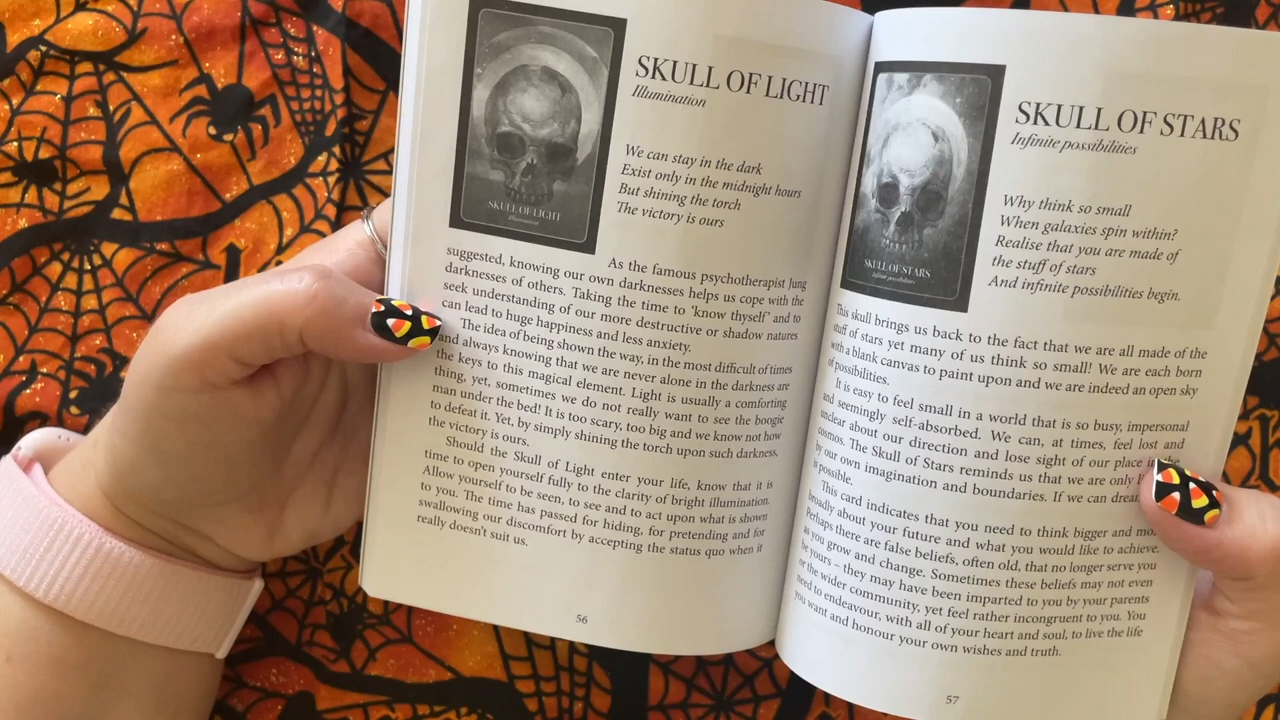 SKULL OF LIGHT
Illumination
We can stay in the dark
Exist only in the midnight hours
But shining the torch
The victory is ours
SKULL OF LIGHT
Illumination
As the famous psychotherapist Jung
suggested, knowing our own darknesses helps us cope with the
darknesses of others. Taking the time to 'know thyself' and to
seek understanding of our more destructive or shadow natures
can lead to huge happiness and less anxiety.
The idea of being shown the way, in the most difficult of times
and always knowing that we are never alone in the darkness are
the keys to this magical element. Light is usually a comforting
thing, yet, sometimes we do not really want to see the boogie
man under the bed! It is too scary, too big and we know not how
to defeat it. Yet, by simply shining the torch upon such darkness,
the victory is ours.
Should the Skull of Light enter your life, know that it is
time to open yourself fully to the clarity of bright illumination.
Allow yourself to be seen, to see and to act upon what is shown
to you. The time has passed for hiding, for pretending and for
swallowing our discomfort by accepting the status quo when it
really doesn't suit us.
56
SKULL OF STARS
Infinite possibilities
Why think so small
When galaxies spin within?
Realise that you are made of
the stuff of stars
And infinite possibilities begin.
SKULL OF STARS
Infinite possibilities
This skull brings us back to the fact that we are all made of the
stuff of stars yet many of us think so small! We are each born
with a blank canvas to paint upon and we are indeed an open sky
of possibilities.
It is easy to feel small in a world that is so busy, impersonal
and seemingly self-absorbed. We can, at times, feel lost and
unclear about our direction and lose sight of our place in the
cosmos. The Skull of Stars reminds us that we are only
by our own imagination and boundaries. If we can
is possible.
This card indicates that you need to think bigger and
broadly about your future and what you would like to achieve.
Perhaps there are false beliefs, often old, that no longer serve you
as you grow and change. Sometimes these beliefs may not even
be yours – they may have been imparted to you by your parents
or the wider community, yet feel rather incongruent to you. You
need to endeavour, with all of your heart and soul, to live the life
you want and honour your own wishes and truth.
57